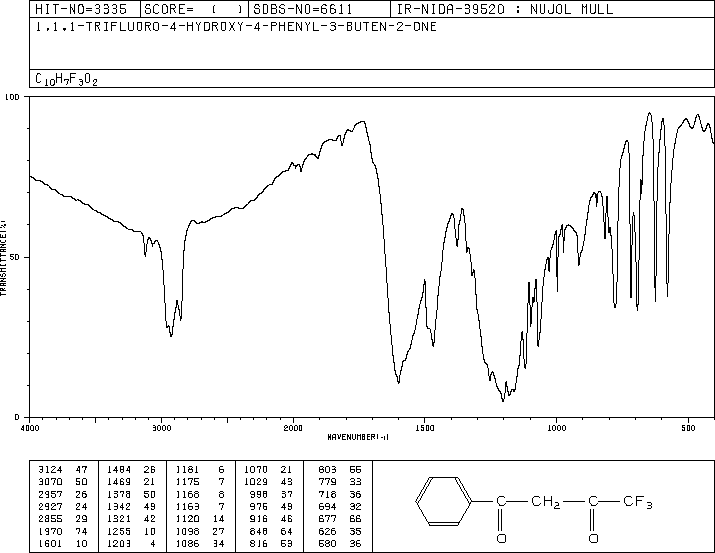 HIT-NO=3335 SCORE= ( ) SDBS-NO=6611 IR-NIDA-39520 : NUJOL MULL
1,1,1-TRIFLUORO-4-HYDROXY-4-PHENYL-3-BUTEN-2-ONE
C10H7F3O2
100
50
0
TRANSMITTANCE(%)
4000 3000 2000 1500 1000 500
WAVENUMBER(-1)
3124 47 1484 26 1181 6 1070 21 803 55
3070 50 1469 21 1175 7 1029 43 779 33
2957 26 1378 50 1168 8 998 37 718 36
2927 24 1342 49 1163 7 976 49 694 32
2855 29 1321 42 1120 14 916 46 677 66
1970 74 1255 10 1098 27 848 64 626 35
1601 10 1203 4 1086 34 816 53 580 36
C CH2 C CF3
O O